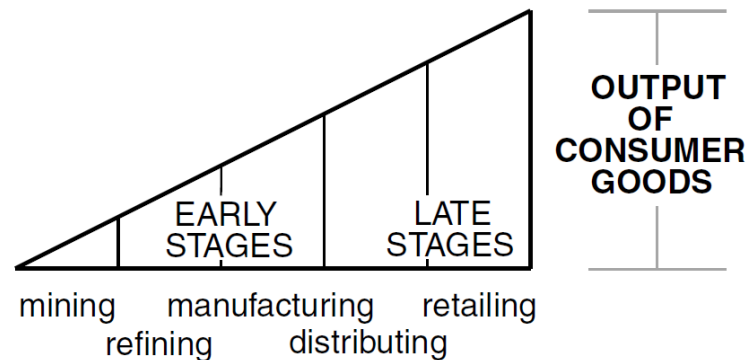 OUTPUT
OF
CONSUMER
GOODS
EARLY
STAGES
LATE
STAGES
mining manufacturing retailing
refining distributing